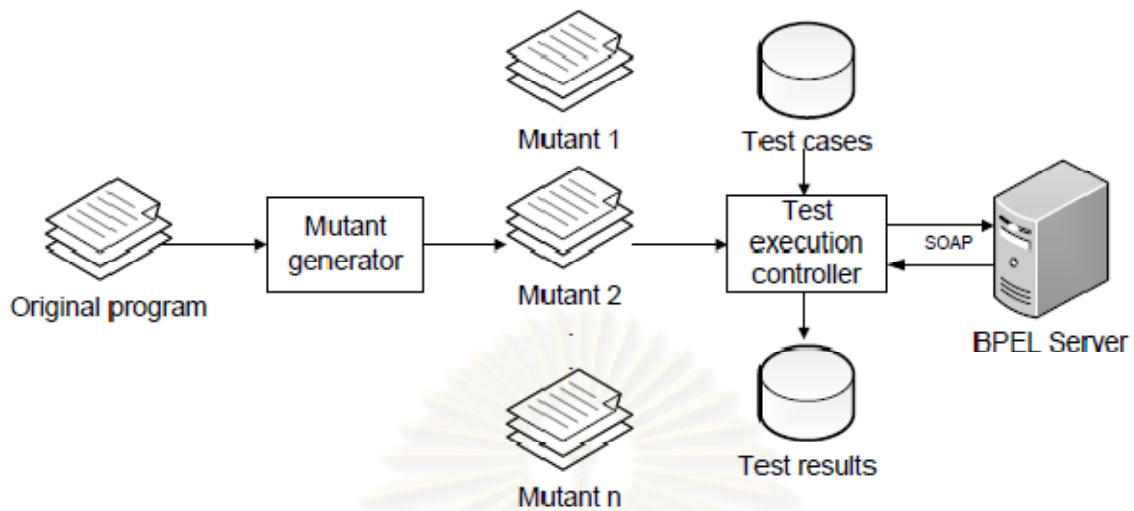 Mutant 1
Test cases
Original program
Mutant
generator
Mutant 2
.
.
Test
execution
controller
SOAP
BPEL Server
Mutant n
Test results